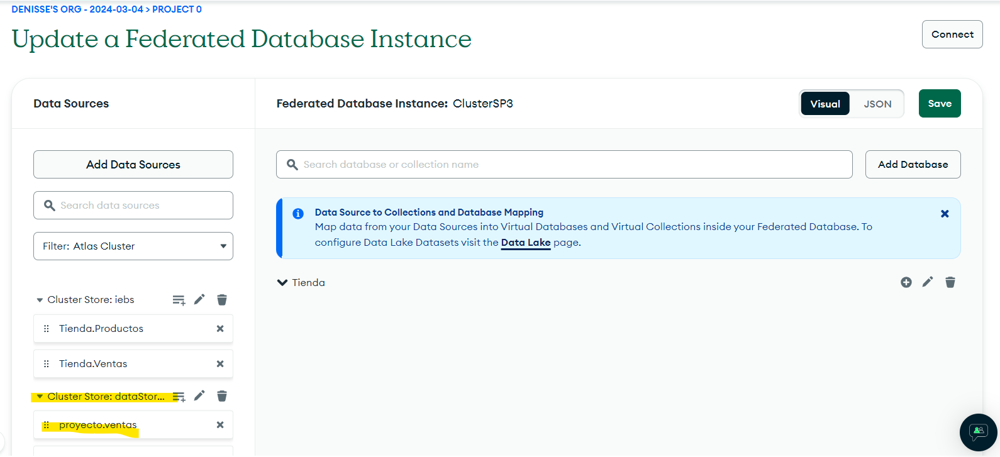 DENISSE'S ORG - 2024-03-04 > PROJECT 0
Update a Federated Database Instance
Connect
Data Sources
Federated Database Instance: ClusterSP3
Visual
JSON
Save
Add Data Sources
Search database or collection name
Add Database
Search data sources
Data Source to Collections and Database Mapping
Map data from your Data Sources into Virtual Databases and Virtual Collections inside your Federated Database. To
configure Data Lake Datasets visit the Data Lake page.
Filter: Atlas Cluster
Tienda
Cluster Store: iebs
Tienda.Productos
Tienda.Ventas
Cluster Store: dataStor...
proyecto.ventas